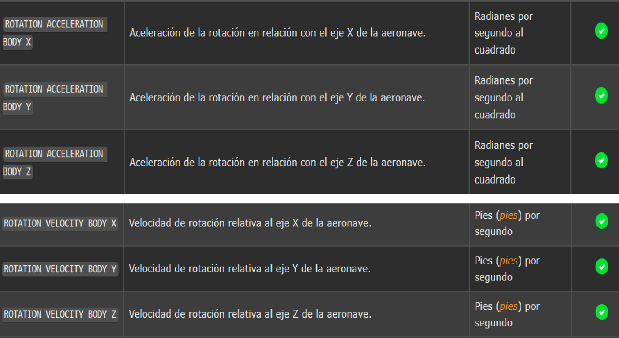 ROTATION ACCELERATION
BODY X
Aceleración de la rotación en relación con el eje X de la aeronave.
Radianes por
segundo al
cuadrado
ROTATION ACCELERATION
BODY Y
Aceleración de la rotación en relación con el eje Y de la aeronave.
Radianes por
segundo al
cuadrado
ROTATION ACCELERATION
BODY Z
Aceleración de la rotación en relación con el eje Z de la aeronave.
Radianes por
segundo al
cuadrado
ROTATION VELOCITY BODY X
Velocidad de rotación relativa al eje X de la aeronave.
Pies (pies) por
segundo
ROTATION VELOCITY BODY Y
Velocidad de rotación relativa al eje Y de la aeronave.
Pies (pies) por
segundo
ROTATION VELOCITY BODY Z
Velocidad de rotación relativa al eje Z de la aeronave.
Pies (pies) por
segundo